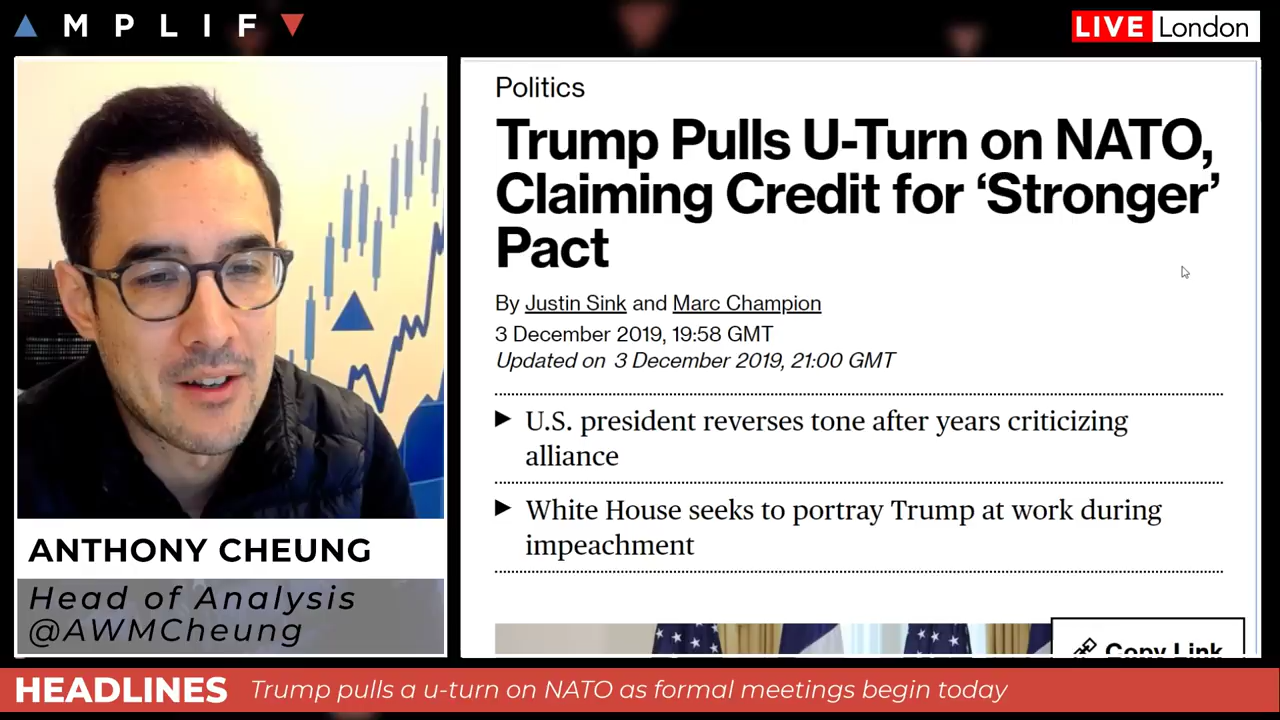 AMPLIFY
LIVE London
Politics
Trump Pulls U-Turn on NATO,
Claiming Credit for ‘Stronger’
Pact
By Justin Sink and Marc Champion
3 December 2019, 19:58 GMT
Updated on 3 December 2019, 21:00 GMT
U.S. president reverses tone after years criticizing
alliance
White House seeks to portray Trump at work during
impeachment
Copy Link
ANTHONY CHEUNG
Head of Analysis
@AWMCheung
HEADLINES Trump pulls a u-turn on NATO as formal meetings begin today